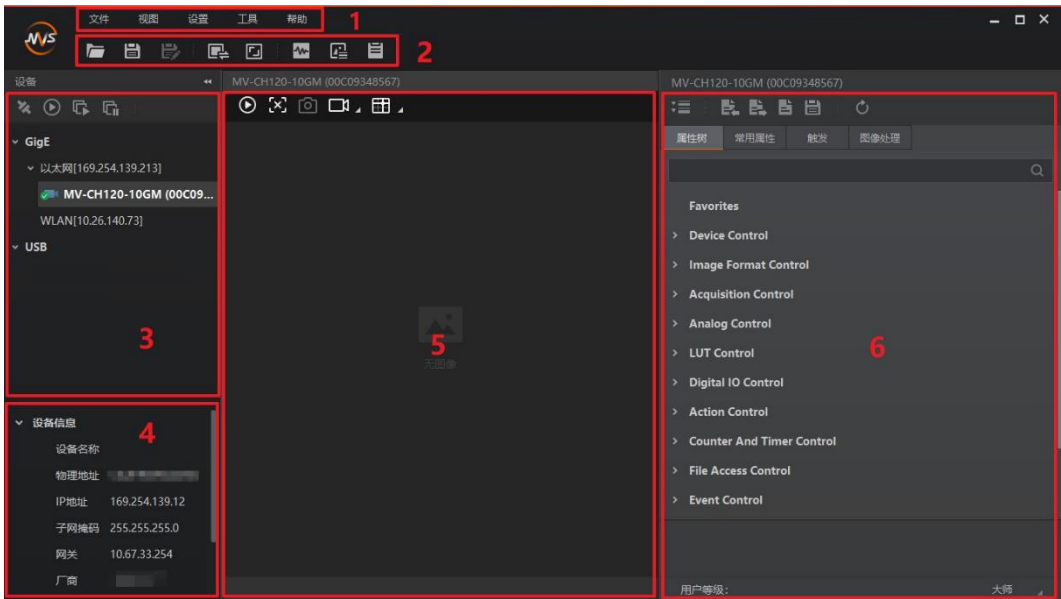 MVS
文件 视图 设置 工具 帮助 1
2
设备
MV-CH120-10GM (00C09348567)
MV-CH120-10GM (00C09348567)
GigE
以太网[169.254.139.213]
MV-CH120-10GM (00C09...
WLAN[10.26.140.73]
USB
3
设备信息
4
设备名称
物理地址
IP地址 169.254.139.12
子网掩码 255.255.255.0
网关 10.67.33.254
厂商
5
无图像
属性树 常用属性 触发 图像处理
Favorites
Device Control
Image Format Control
Acquisition Control
Analog Control
LUT Control
6
Digital IO Control
Action Control
Counter And Timer Control
File Access Control
Event Control
用户等级: 大师